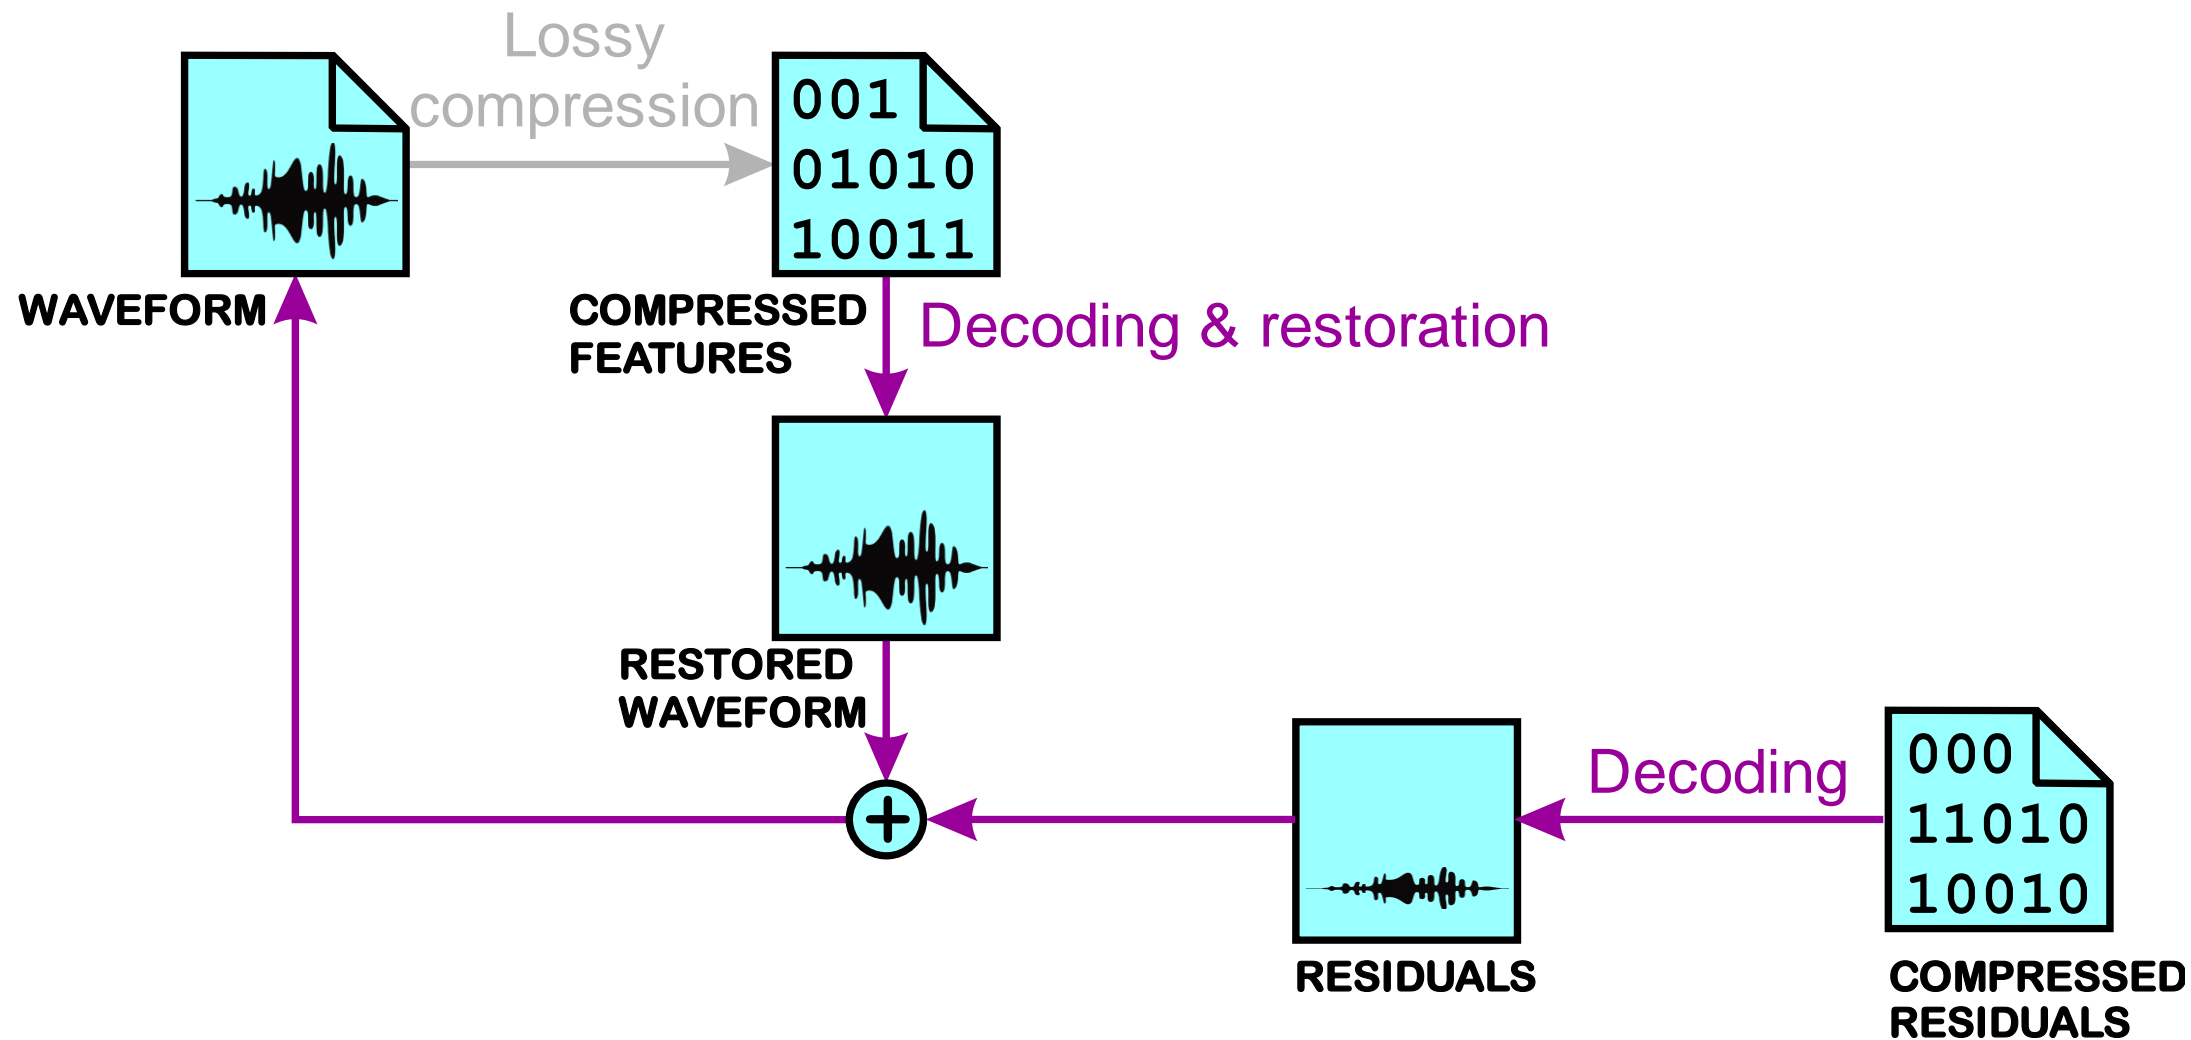 Lossy
compression
001
01010
10011
WAVEFORM
COMPRESSED
FEATURES
Decoding & restoration
RESTORED
WAVEFORM
+
Decoding
000
11010
10010
RESIDUALS
COMPRESSED
RESIDUALS